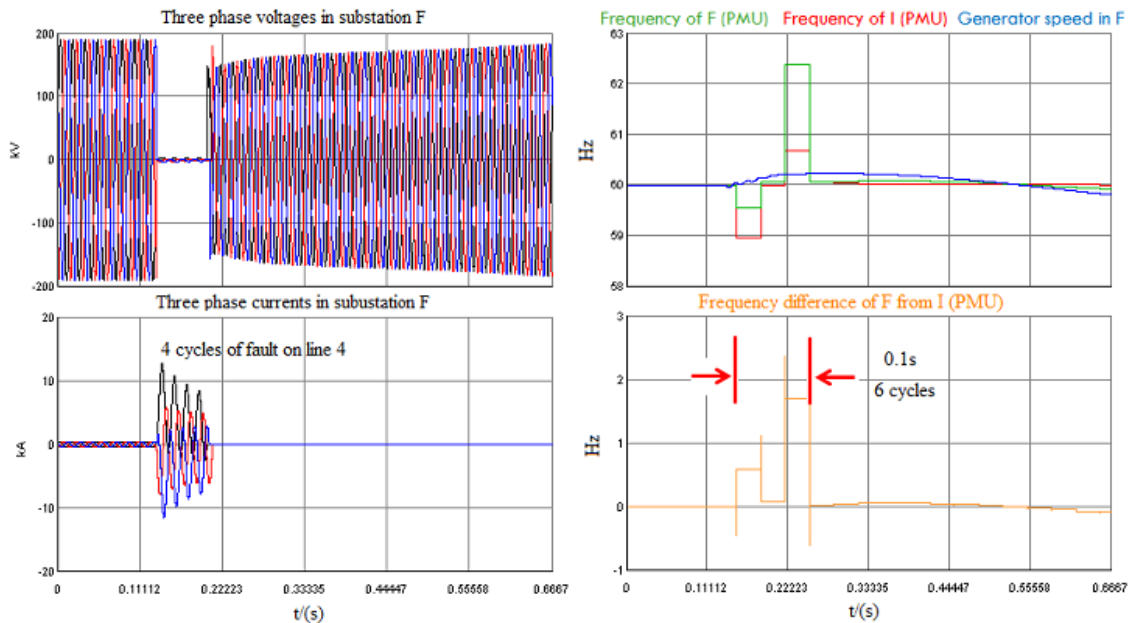 Three phase voltages in substation F
200
100
0
-100
-200
kV
Frequency of F (PMU) Frequency of I (PMU) Generator speed in F
63
62
61
60
59
58
Hz
Three phase currents in subustation F
4 cycles of fault on line 4
20
10
0
-10
-20
kA
0 0.11112 0.22223 0.33335 0.44447 0.55558 0.6667
t/(s)
Frequency difference of F from I (PMU)
0.1s
6 cycles
3
2
1
0
-1
Hz
0 0.11112 0.22223 0.33335 0.44447 0.55558 0.6667
t/(s)